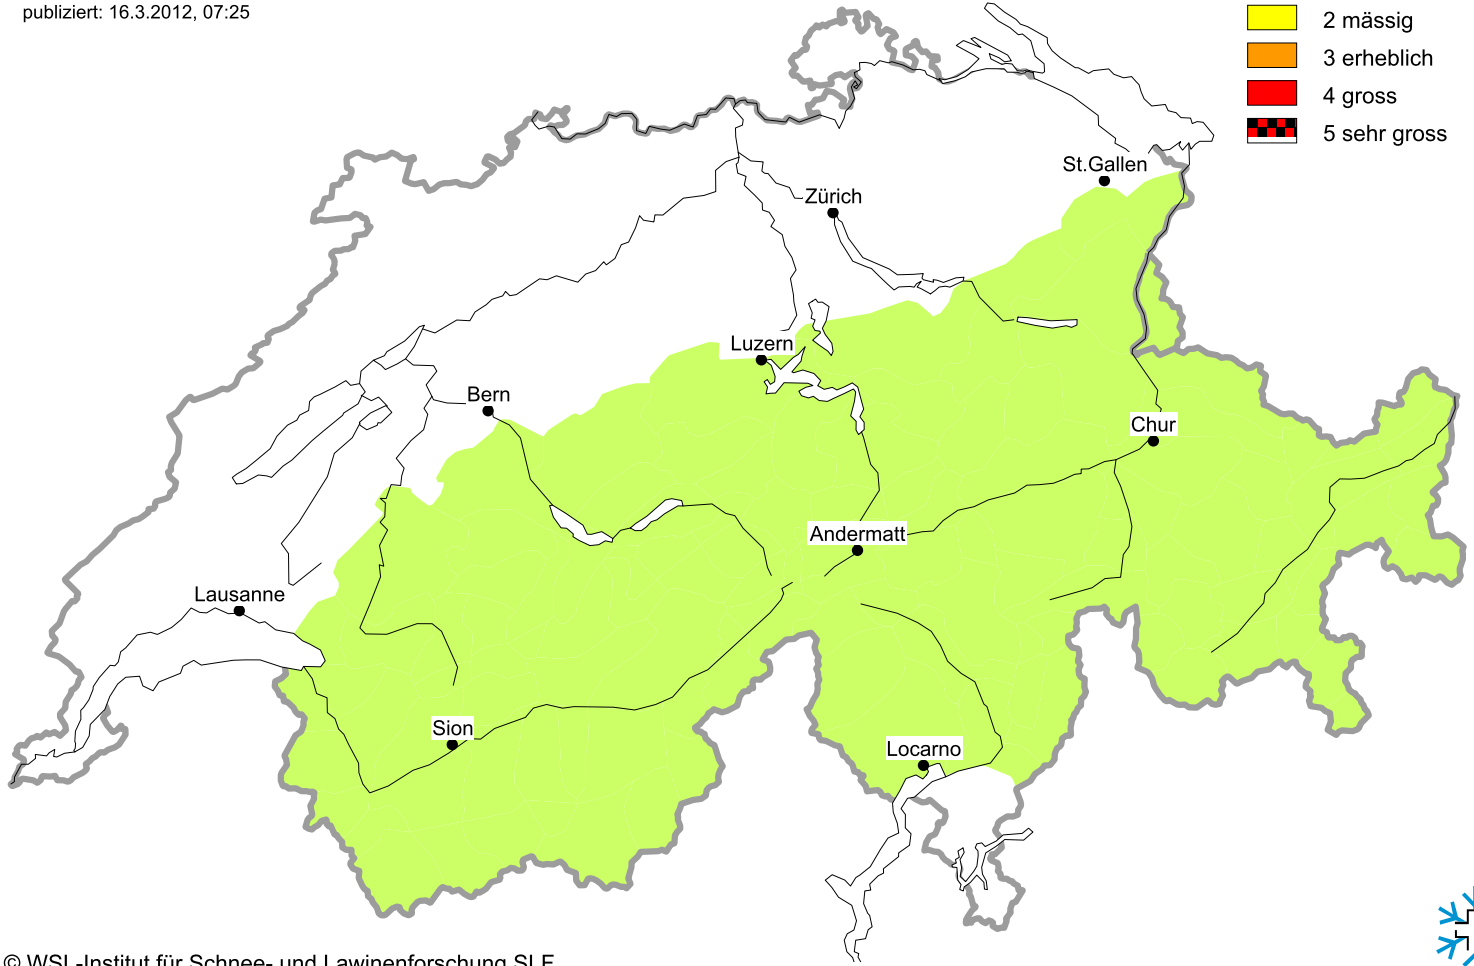 publiziert: 16.3.2012, 07:25
2 mässig
3 erheblich
4 gross
5 sehr gross
St.Gallen
Zürich
Luzern
Bern
Chur
Andermatt
Lausanne
Sion
Locarno
© WSL-Institut für Schnee- und Lawinenforschung SLF